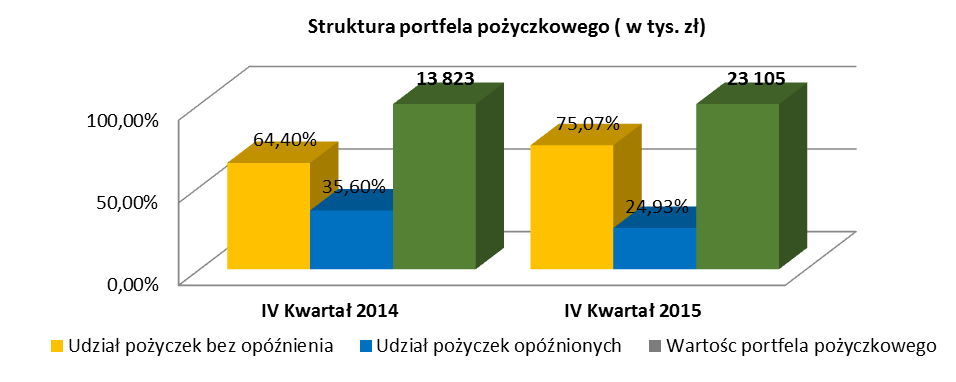 Struktura portfela pożyczkowego ( w tys. zł)
13 823
23 105
100,00%
64,40%
75,07%
35,60%
24,93%
50,00%
0,00%
IV Kwartał 2014
IV Kwartał 2015
Udział pożyczek bez opóźnienia
Udział pożyczek opóźnionych
Wartośc portfela pożyczkowego